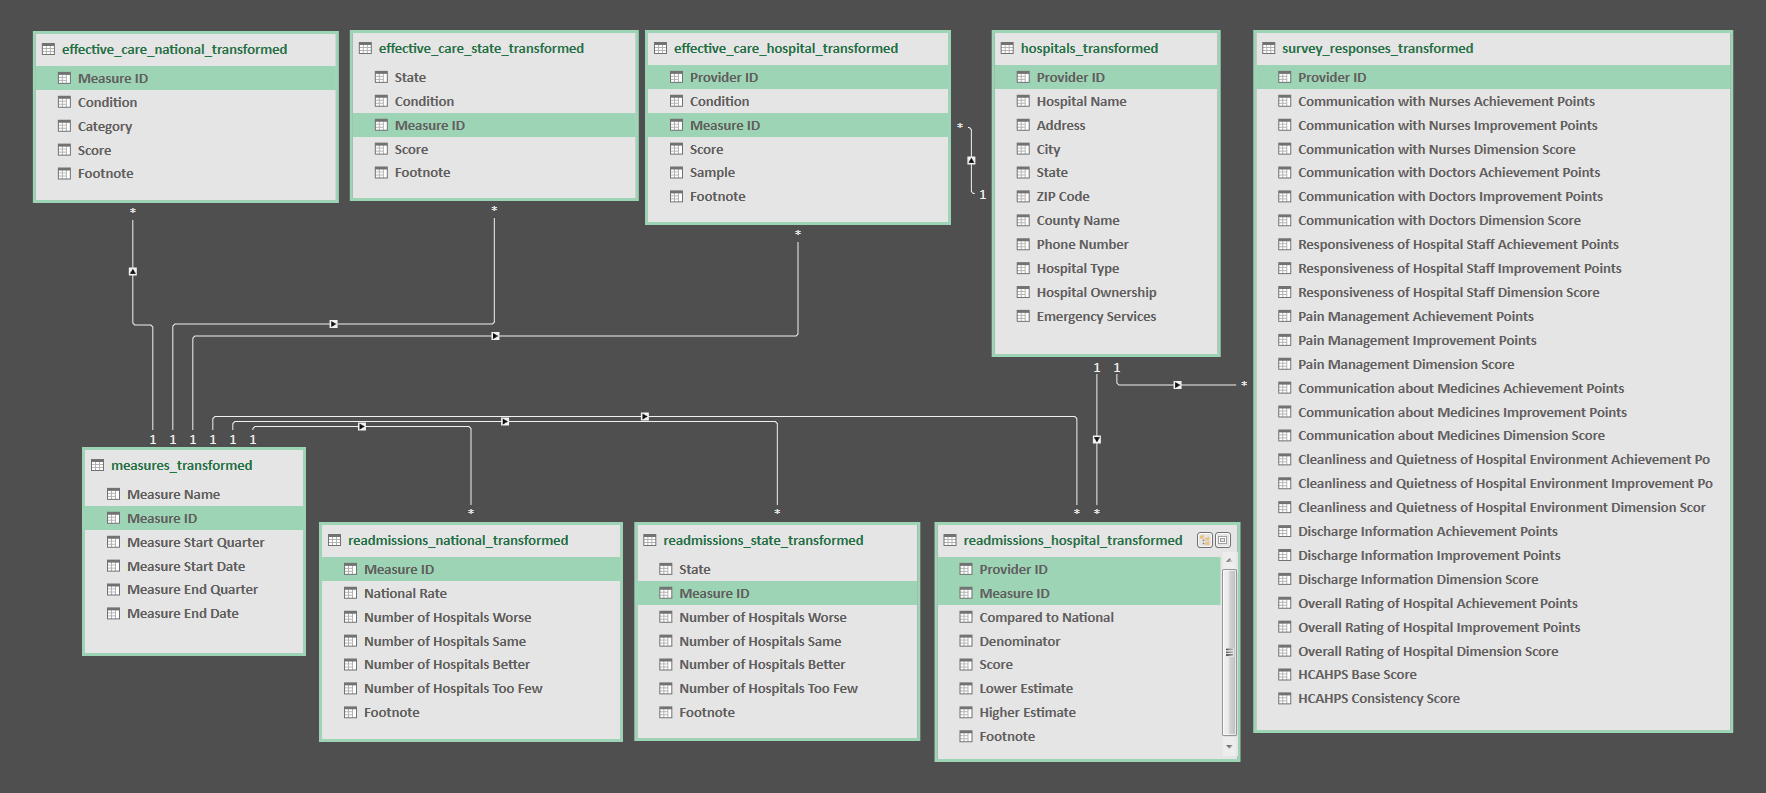 effective_care_national_transformed
Measure ID
Condition
Category
Score
Footnote
effective_care_state_transformed
State
Condition
Measure ID
Score
Footnote
effective_care_hospital_transformed
Provider ID
Condition
Measure ID
Score
Sample
Footnote
hospitals_transformed
Provider ID
Hospital Name
Address
City
State
ZIP Code
County Name
Phone Number
Hospital Type
Hospital Ownership
Emergency Services
survey_responses_transformed
Provider ID
Communication with Nurses Achievement Points
Communication with Nurses Improvement Points
Communication with Nurses Dimension Score
Communication with Doctors Achievement Points
Communication with Doctors Improvement Points
Communication with Doctors Dimension Score
Responsiveness of Hospital Staff Achievement Points
Responsiveness of Hospital Staff Improvement Points
Responsiveness of Hospital Staff Dimension Score
Pain Management Achievement Points
Pain Management Improvement Points
Pain Management Dimension Score
Communication about Medicines Achievement Points
Communication about Medicines Improvement Points
Communication about Medicines Dimension Score
Cleanliness and Quietness of Hospital Environment Achievement Po
Cleanliness and Quietness of Hospital Environment Improvement Po
Cleanliness and Quietness of Hospital Environment Dimension Scor
Discharge Information Achievement Points
Discharge Information Improvement Points
Discharge Information Dimension Score
Overall Rating of Hospital Achievement Points
Overall Rating of Hospital Improvement Points
Overall Rating of Hospital Dimension Score
HCAHPS Base Score
HCAHPS Consistency Score
* * * * 1
1 1 *
1 1 1 1 1 1
measures_transformed
Measure Name
Measure ID
Measure Start Quarter
Measure Start Date
Measure End Quarter
Measure End Date
* * * *
readmissions_national_transformed
Measure ID
National Rate
Number of Hospitals Worse
Number of Hospitals Same
Number of Hospitals Better
Number of Hospitals Too Few
Footnote
readmissions_state_transformed
State
Measure ID
Number of Hospitals Worse
Number of Hospitals Same
Number of Hospitals Better
Number of Hospitals Too Few
Footnote
readmissions_hospital_transformed
Provider ID
Measure ID
Compared to National
Denominator
Score
Lower Estimate
Higher Estimate
Footnote